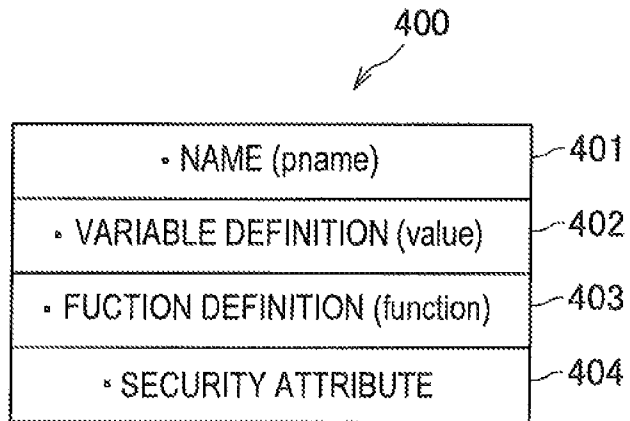 400
• NAME (pname) 401
• VARIABLE DEFINITION (value) 402
• FUCTION DEFINITION (function) 403
• SECURITY ATTRIBUTE 404